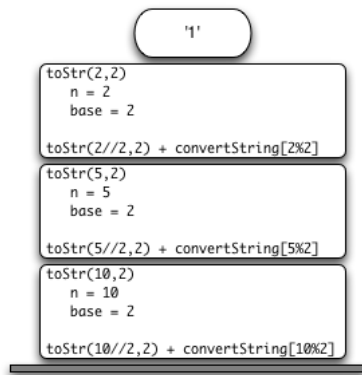 '1'
toStr(2,2)
n = 2
base = 2
toStr(2//2,2) + convertString[2%2]
toStr(5,2)
n = 5
base = 2
toStr(5//2,2) + convertString[5%2]
toStr(10,2)
n = 10
base = 2
toStr(10//2,2) + convertString[10%2]